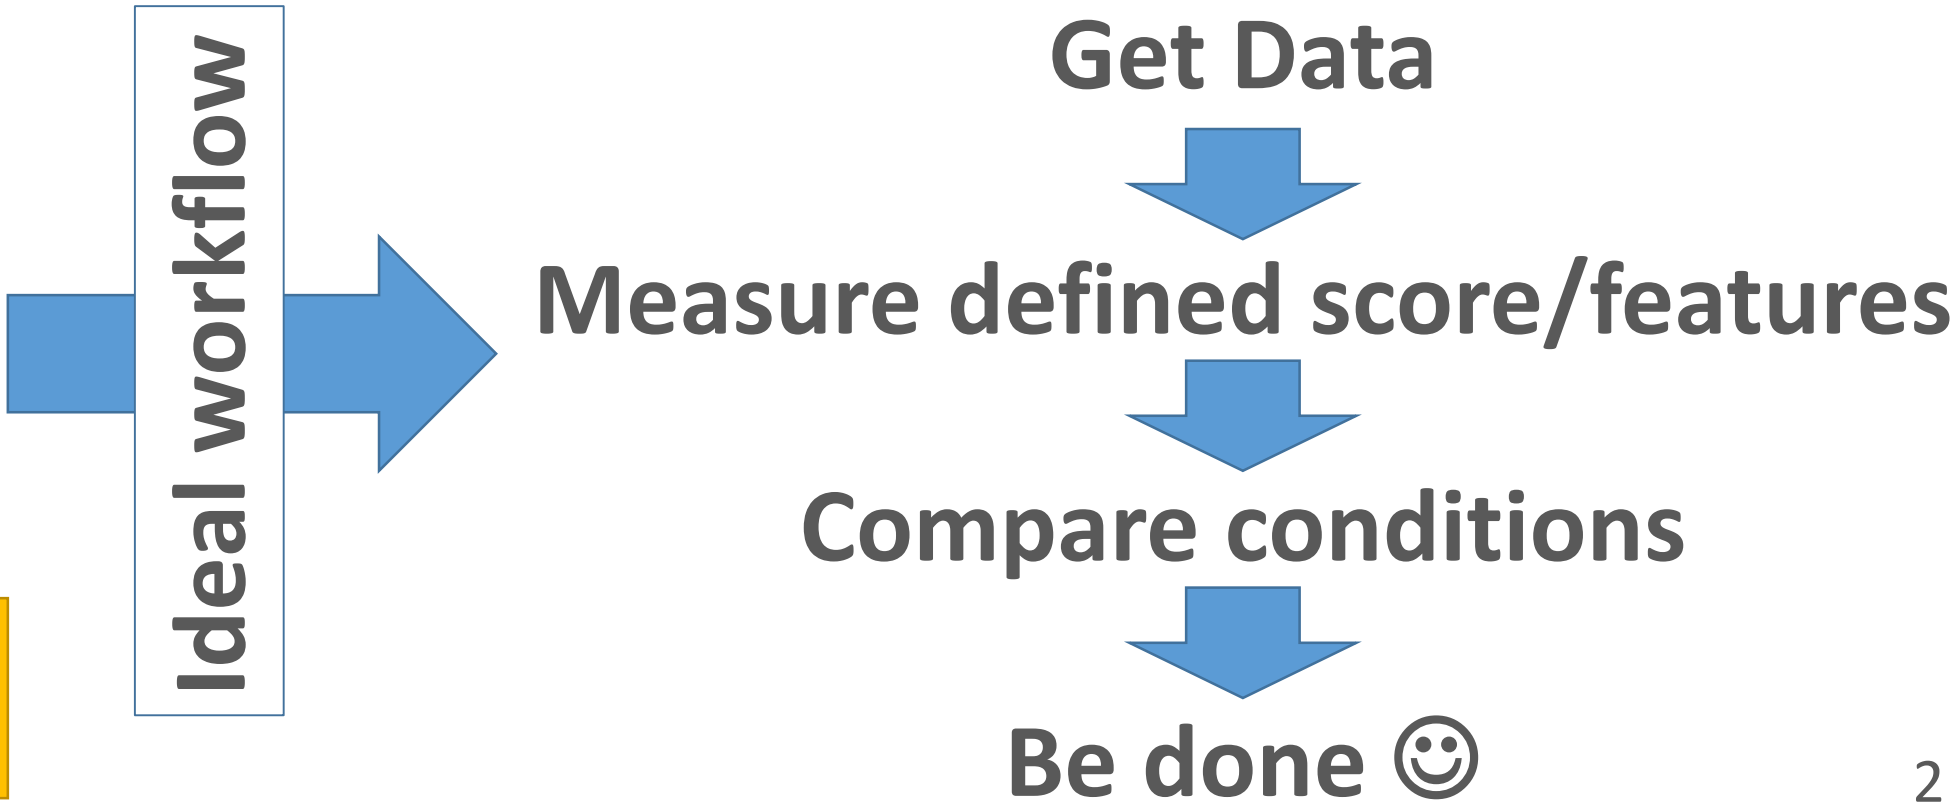 Ideal workflow
Get Data
Measure defined score/features
Compare conditions
Be done ☺
2